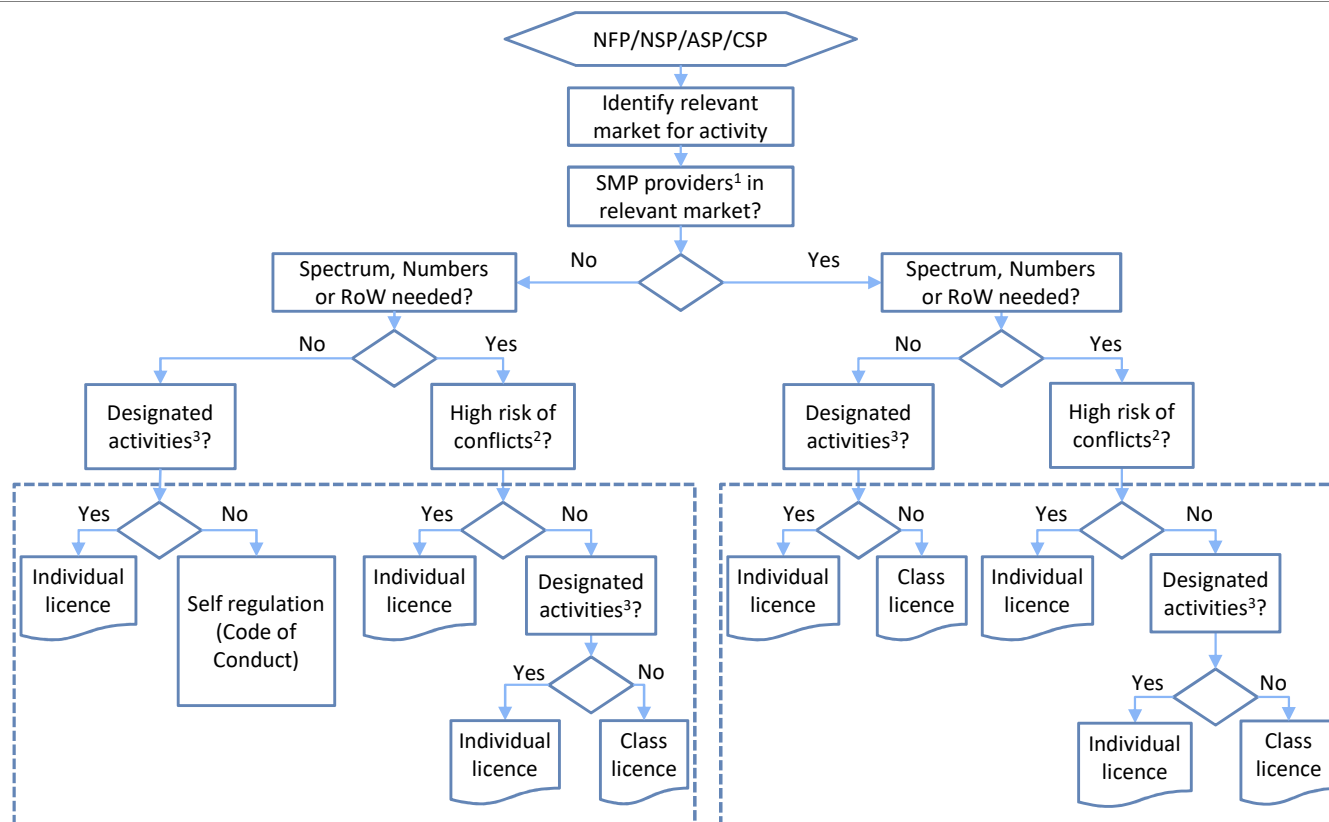 NFP/NSP/ASP/CSP
Identify relevant
market for activity
SMP providers¹ in
relevant market?
No
Yes
Spectrum, Numbers
or RoW needed?
Spectrum, Numbers
or RoW needed?
No
Yes
No
Yes
Designated
activities³?
High risk of
conflicts²?
Designated
activities³?
High risk of
conflicts²?
Yes
No
Yes
No
Yes
No
Yes
No
Individual
licence
Self regulation
(Code of
Conduct)
Individual
licence
Designated
activities³?
Individual
licence
Class
licence
Individual
licence
Designated
activities³?
Yes
No
Yes
No
Individual
licence
Class
licence
Individual
licence
Class
licence